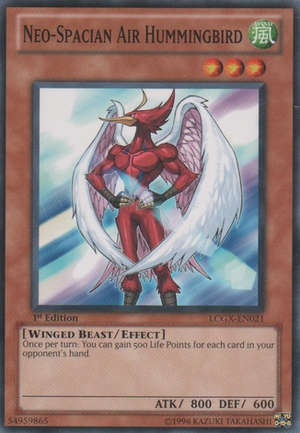 Neo-Spacian Air Hummingbird
風
1st Edition
LCGX-EN021
[Winged Beast/Effect]
Once per turn: You can gain 500 Life Points for each card in your
opponent's hand.
ATK/ 800 DEF/ 600
54959865
©1996 KAZUKI TAKAHASHI